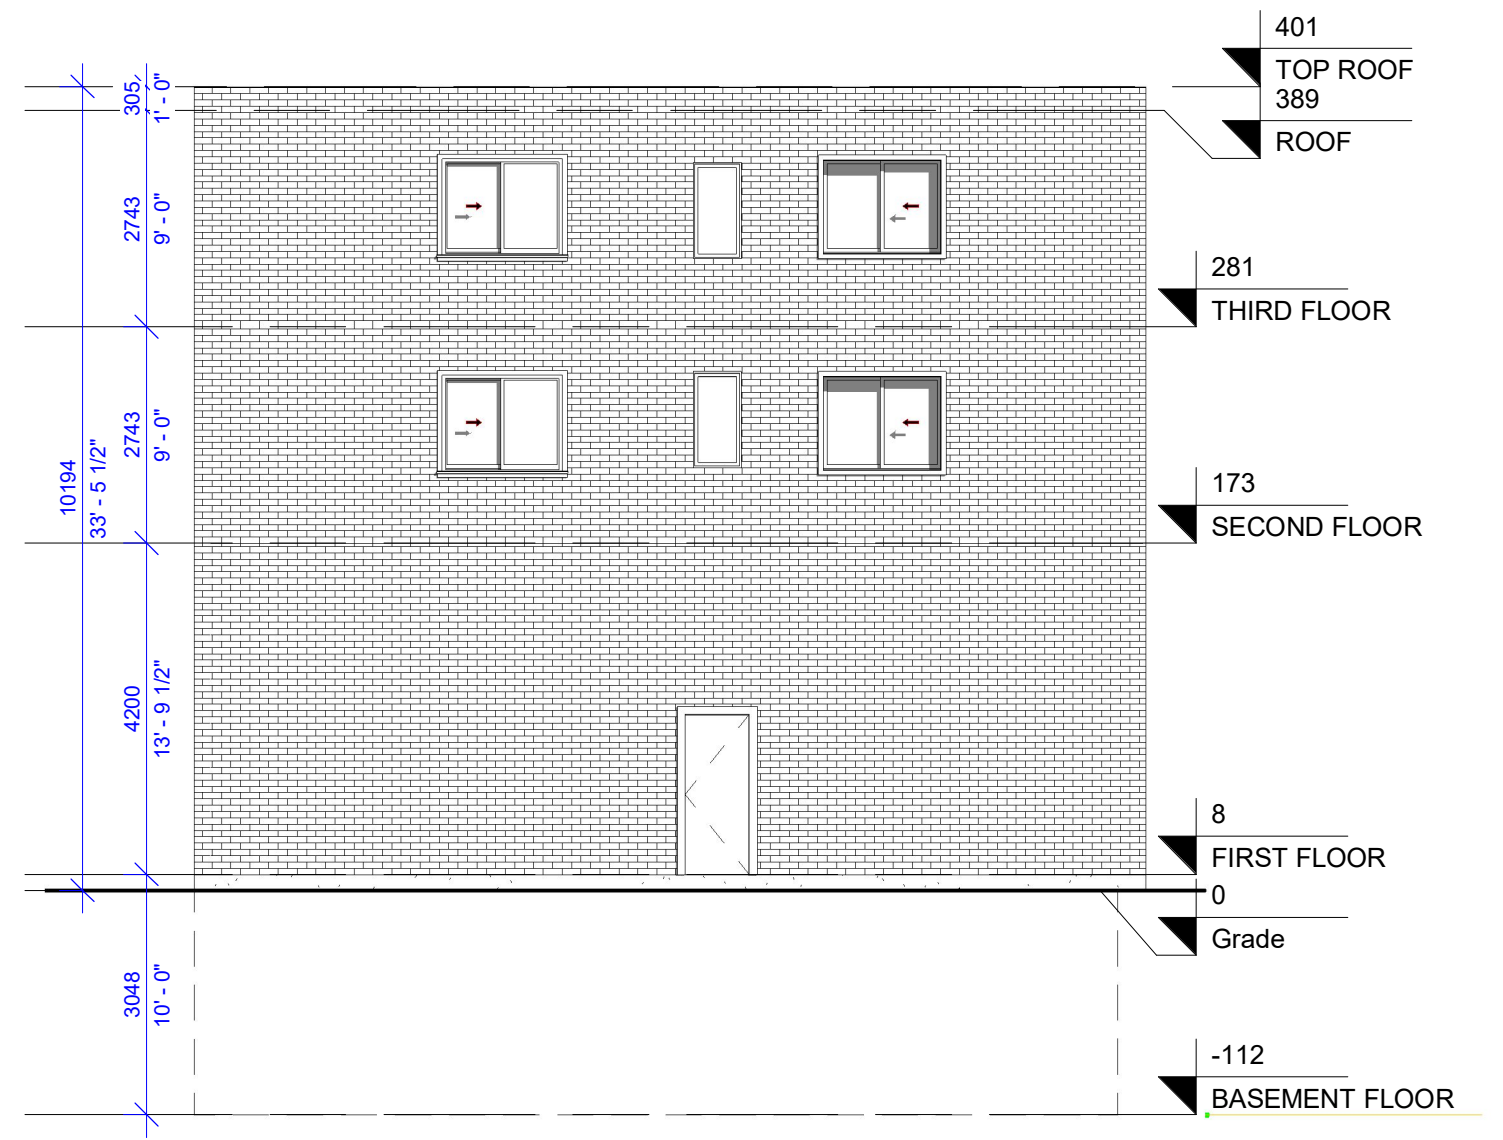 401
TOP ROOF
389
ROOF
305
1' - 0"
2743
9' - 0"
281
THIRD FLOOR
2743
9' - 0"
10194
33' - 5 1/2"
173
SECOND FLOOR
4200
13' - 9 1/2"
8
FIRST FLOOR
0
Grade
3048
10' - 0"
-112
BASEMENT FLOOR